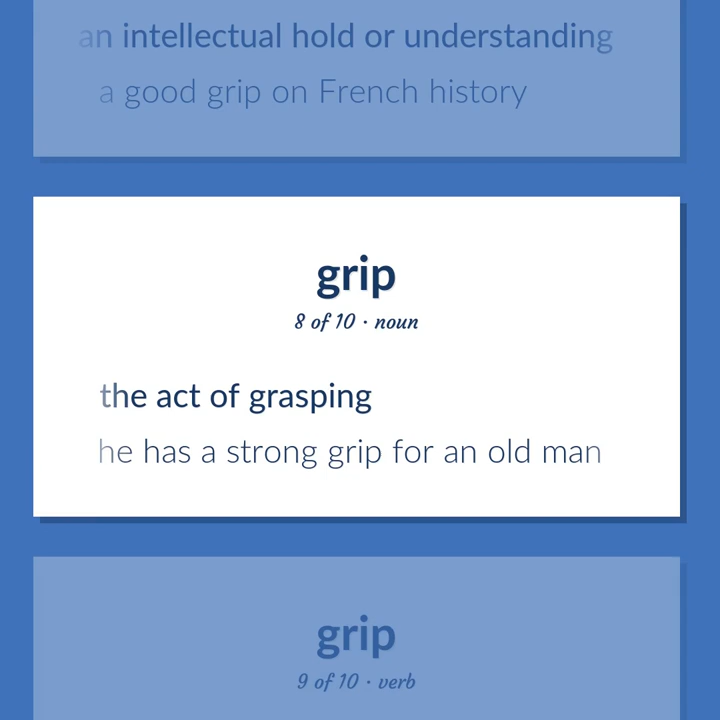 an intellectual hold or understanding
a good grip on French history
grip
8 of 10 · noun
the act of grasping
he has a strong grip for an old man
grip
9 of 10 · verb